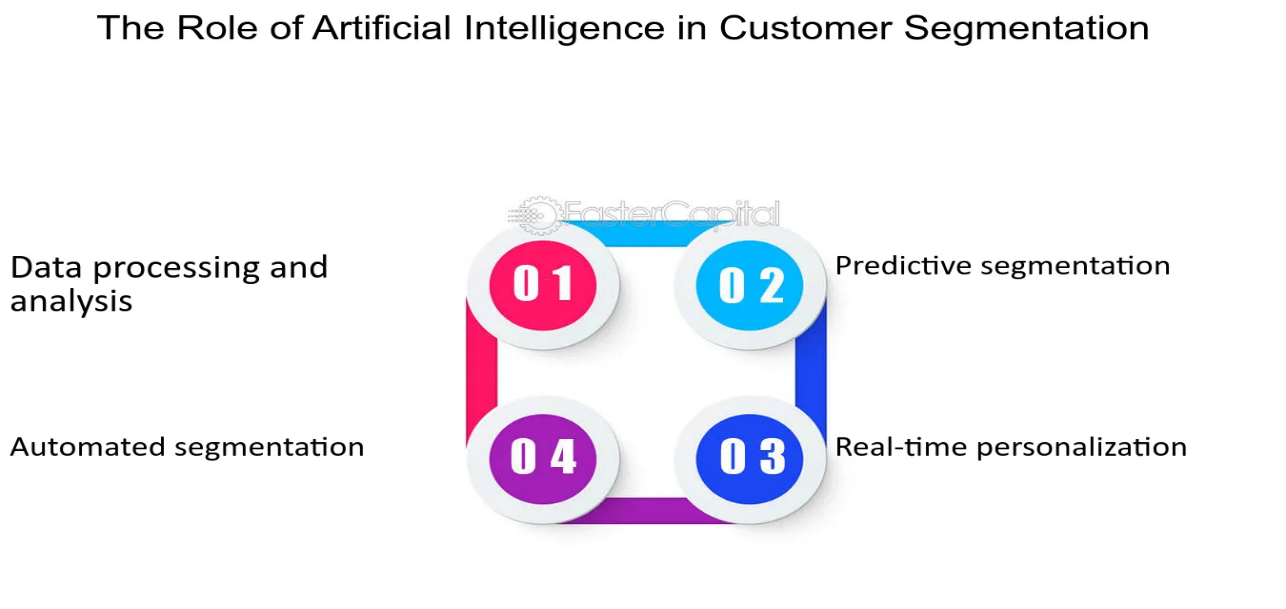 The Role of Artificial Intelligence in Customer Segmentation
FasterCapital
Data processing and
analysis
01
02
Predictive segmentation
Automated segmentation
04
03
Real-time personalization